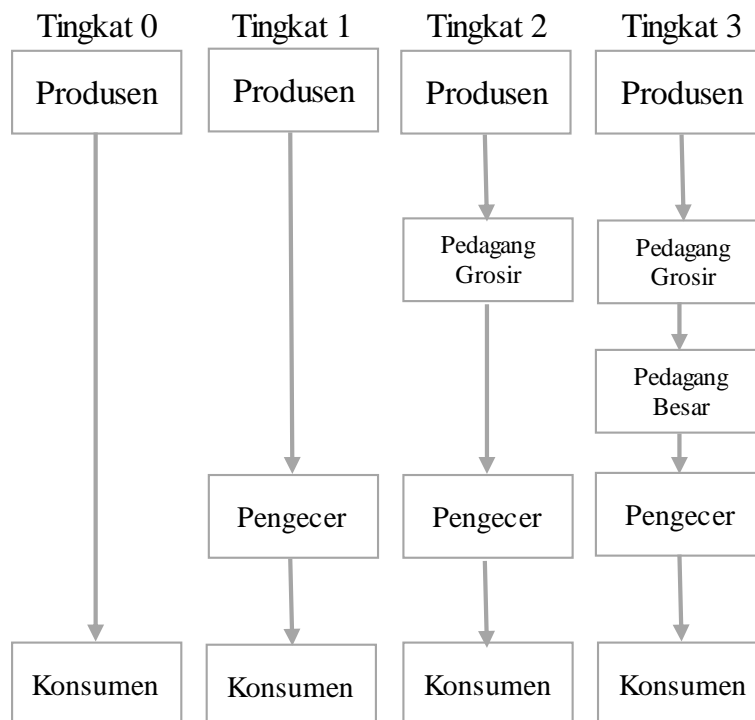 Tingkat 0
Tingkat 1
Tingkat 2
Tingkat 3
Produsen
Produsen
Produsen
Produsen
Pedagang
Grosir
Pedagang
Grosir
Pedagang
Besar
Pengecer
Pengecer
Pengecer
Konsumen
Konsumen
Konsumen
Konsumen